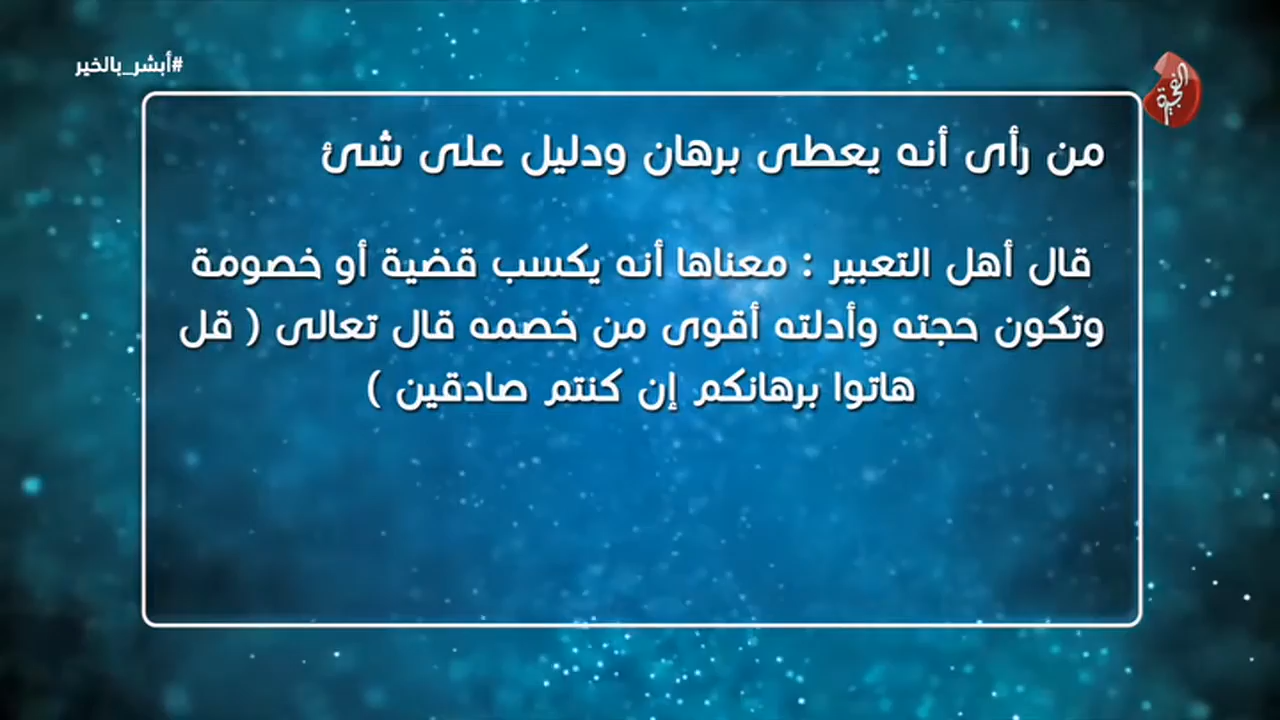 #أبشر_بالخير
الفجيرة
من رأى أنه يعطى برهان ودليل على شئ
قال أهل التعبير : معناها أنه يكسب قضية أو خصومة
وتكون حجته وأدلته أقوى من خصمه قال تعالى ( قل
هاتوا برهانكم إن كنتم صادقين )